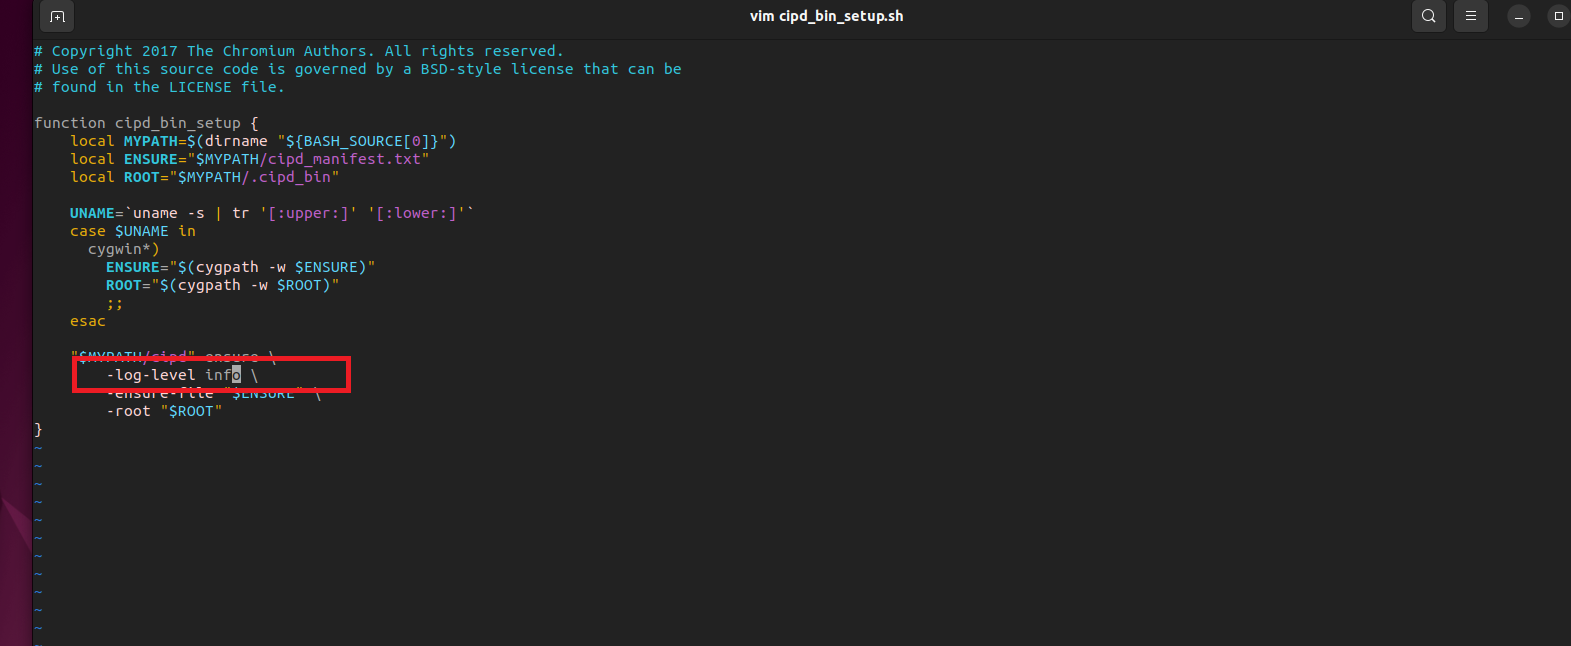 vim cipd_bin_setup.sh
# Copyright 2017 The Chromium Authors. All rights reserved.
# Use of this source code is governed by a BSD-style license that can be
# found in the LICENSE file.
function cipd_bin_setup {
    local MYPATH=$(dirname "${BASH_SOURCE[0]}")
    local ENSURE="$MYPATH/cipd_manifest.txt"
    local ROOT="$MYPATH/.cipd_bin"
    UNAME=`uname -s | tr '[:upper:]' '[:lower:]'`
    case $UNAME in
      cygwin*)
        ENSURE="$(cygpath -w $ENSURE)"
        ROOT="$(cygpath -w $ROOT)"
        ;;
    esac
    "$MYPATH/cipd" ensure \
        -log-level info \
        -ensure-file "$ENSURE" \
        -root "$ROOT"
}
~
~
~
~
~
~
~
~
~
~
~
~